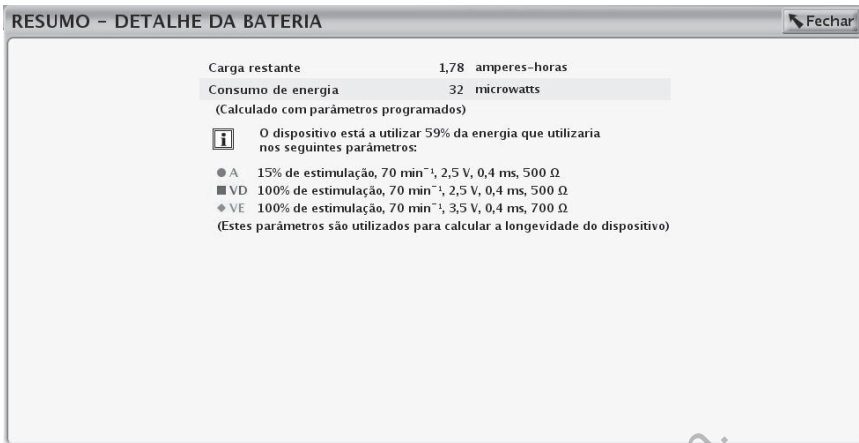 RESUMO – DETALHE DA BATERIA
Fechar
Carga restante 1,78 amperes-horas
Consumo de energia 32 microwatts
(Calculado com parâmetros programados)
i O dispositivo está a utilizar 59% da energia que utilizaria
nos seguintes parâmetros:
A 15% de estimulação, 70 min⁻¹, 2,5 V, 0,4 ms, 500 Ω
VD 100% de estimulação, 70 min⁻¹, 2,5 V, 0,4 ms, 500 Ω
VE 100% de estimulação, 70 min⁻¹, 3,5 V, 0,4 ms, 700 Ω
(Estes parâmetros são utilizados para calcular a longevidade do dispositivo)